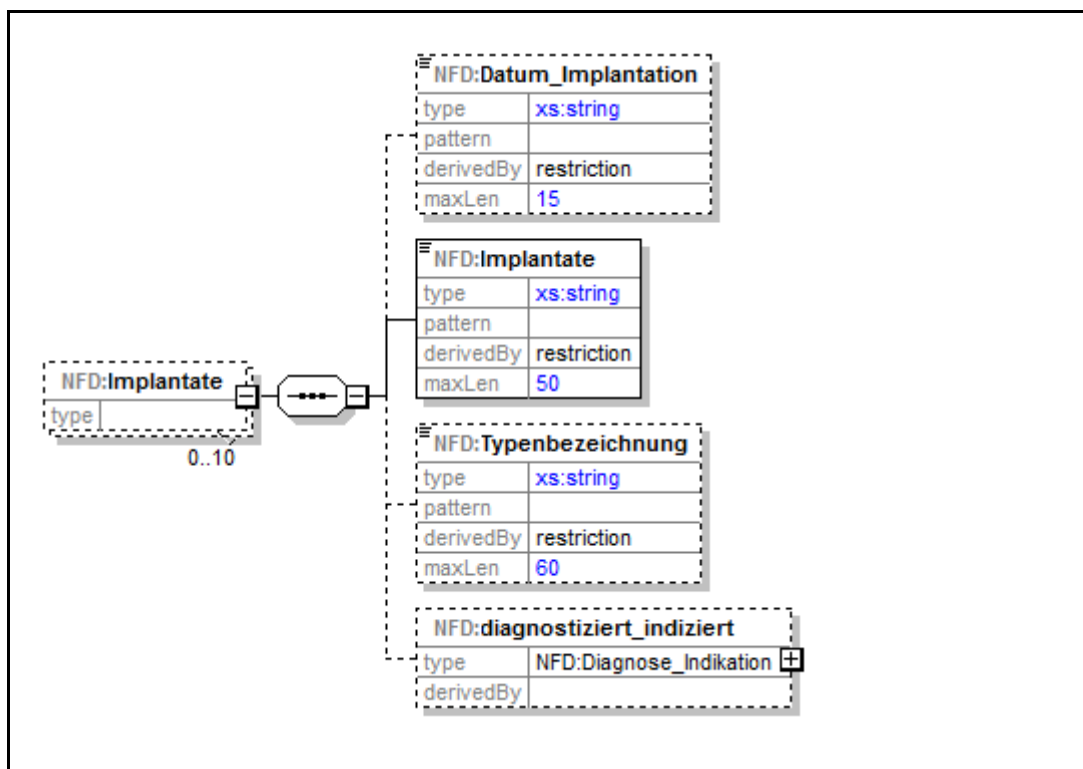 NFD:Datum_Implantation
type xs:string
pattern
derivedBy restriction
maxLen 15
NFD:Implantate
type xs:string
pattern
derivedBy restriction
maxLen 50
NFD:Implantate
type
0..10
NFD:Typenbezeichnung
type xs:string
pattern
derivedBy restriction
maxLen 60
NFD:diagnostiziert_indiziert
type NFD:Diagnose_Indikation
derivedBy